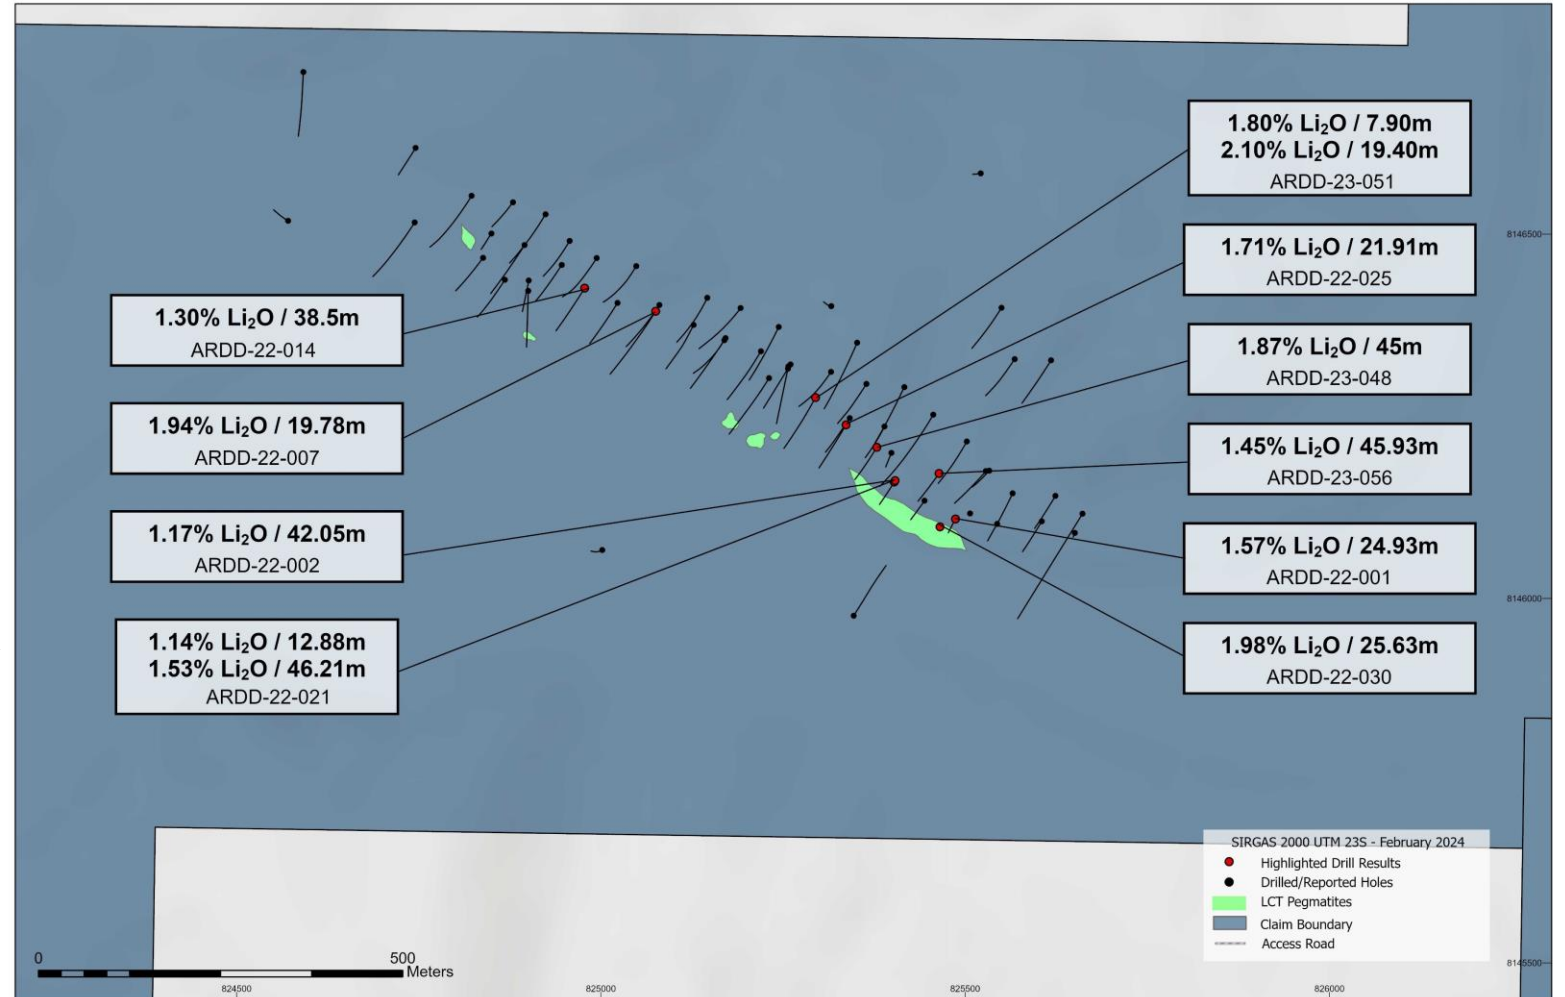 1.80% Li₂O / 7.90m
2.10% Li₂O / 19.40m
ARDD-23-051
1.71% Li₂O / 21.91m
ARDD-22-025
8146500
1.30% Li₂O / 38.5m
ARDD-22-014
1.87% Li₂O / 45m
ARDD-23-048
1.94% Li₂O / 19.78m
ARDD-22-007
1.45% Li₂O / 45.93m
ARDD-23-056
1.17% Li₂O / 42.05m
ARDD-22-002
1.57% Li₂O / 24.93m
ARDD-22-001
8146000
1.14% Li₂O / 12.88m
1.53% Li₂O / 46.21m
ARDD-22-021
1.98% Li₂O / 25.63m
ARDD-22-030
SIRGAS 2000 UTM 23S - February 2024
Highlighted Drill Results
Drilled/Reported Holes
LCT Pegmatites
Claim Boundary
Access Road
8145500
0 500
Meters
824500 825000 825500 826000